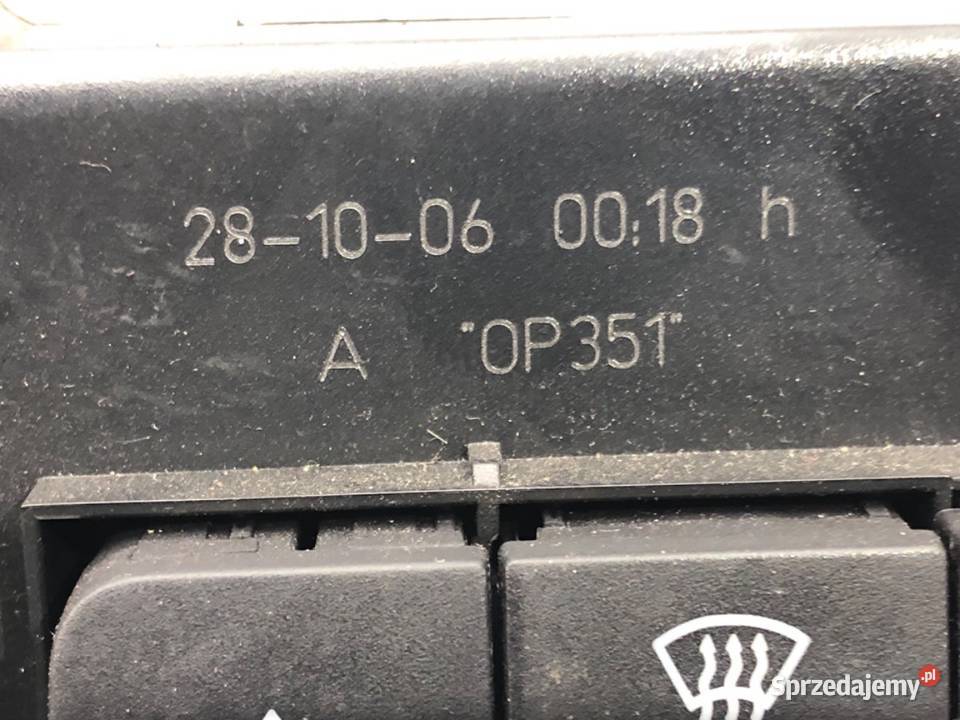 28-10-06 00:18 h
A "OP351"
Sprzedajemy.pl